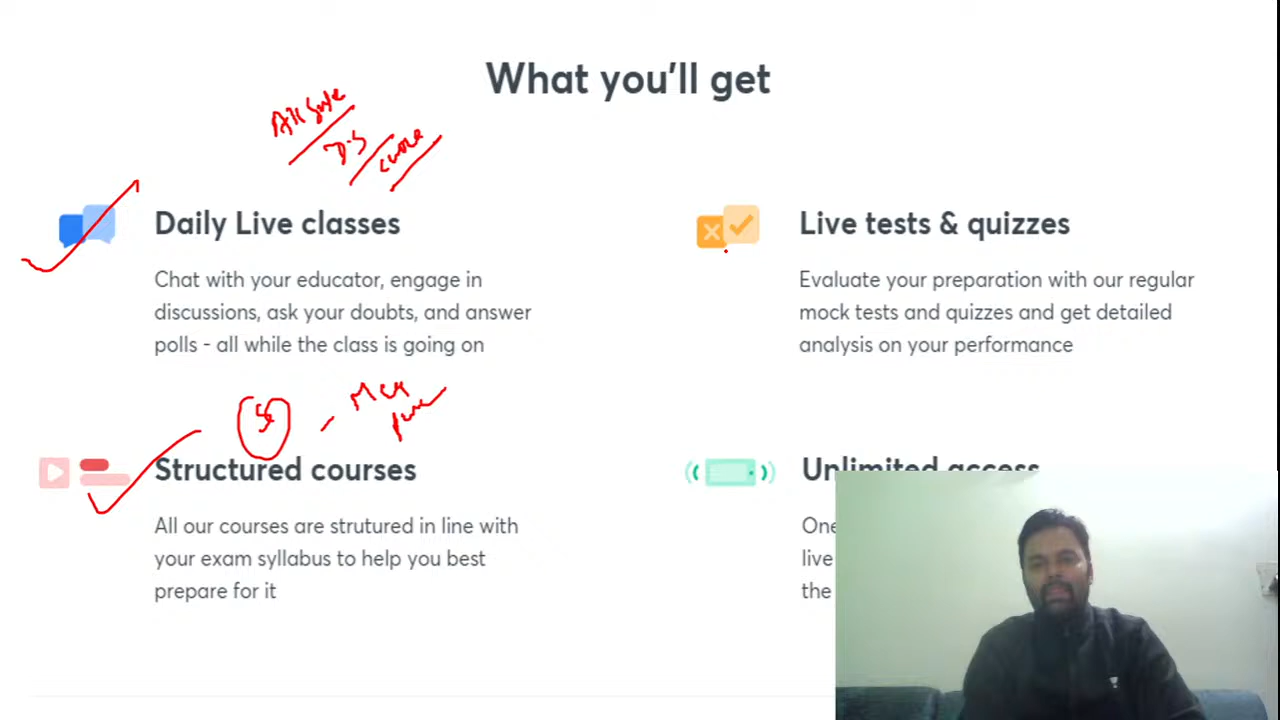 What you'll get
D.S
Daily Live classes
Chat with your educator, engage in
discussions, ask your doubts, and answer
polls - all while the class is going on
Live tests & quizzes
Evaluate your preparation with our regular
mock tests and quizzes and get detailed
analysis on your performance
Structured courses
All our courses are strutured in line with
your exam syllabus to help you best
prepare for it
Unlimited access
One
live
the